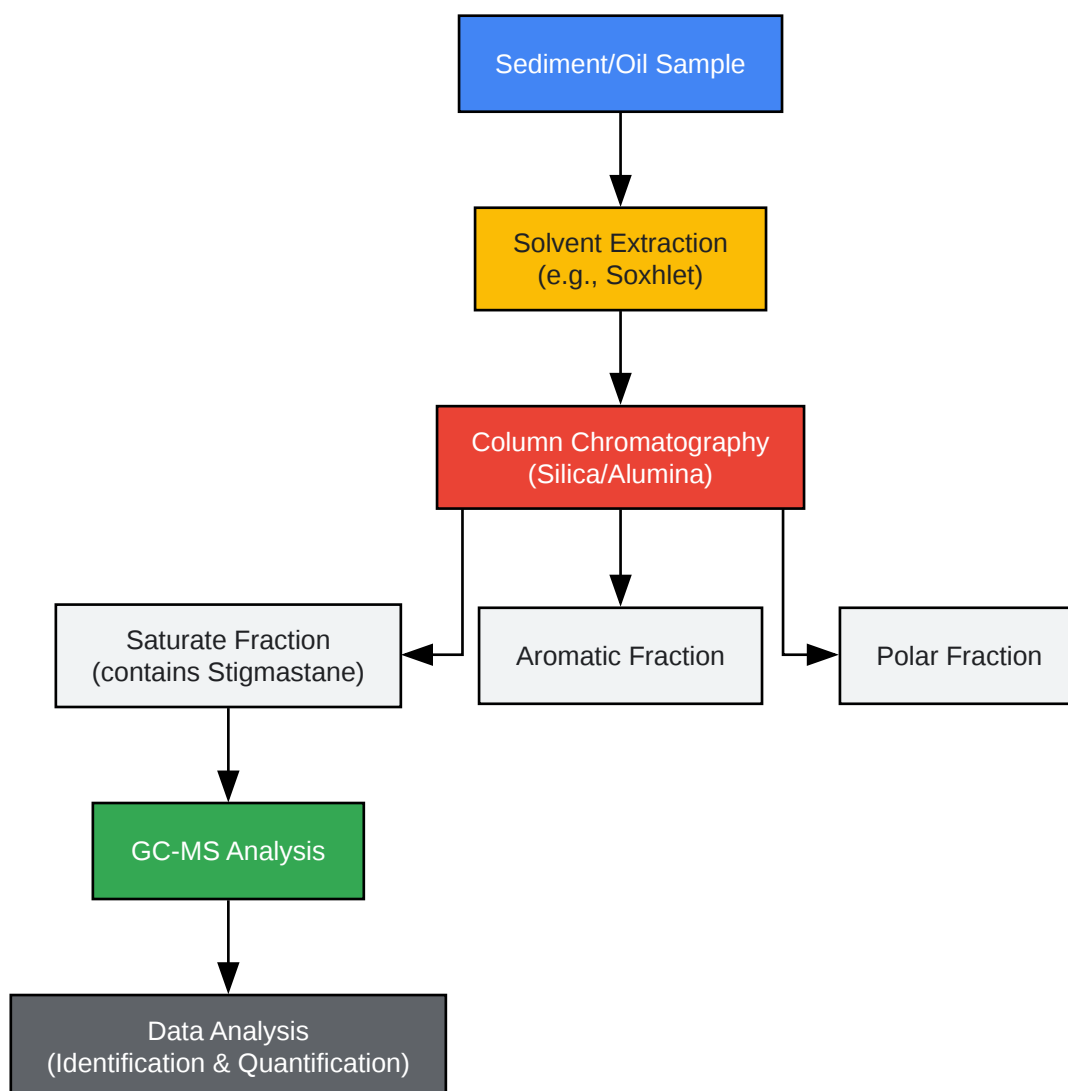 Sediment/Oil Sample
Solvent Extraction
(e.g., Soxhlet)
Column Chromatography
(Silica/Alumina)
Saturate Fraction
(contains Stigmastane)
Aromatic Fraction
Polar Fraction
GC-MS Analysis
Data Analysis
(Identification & Quantification)